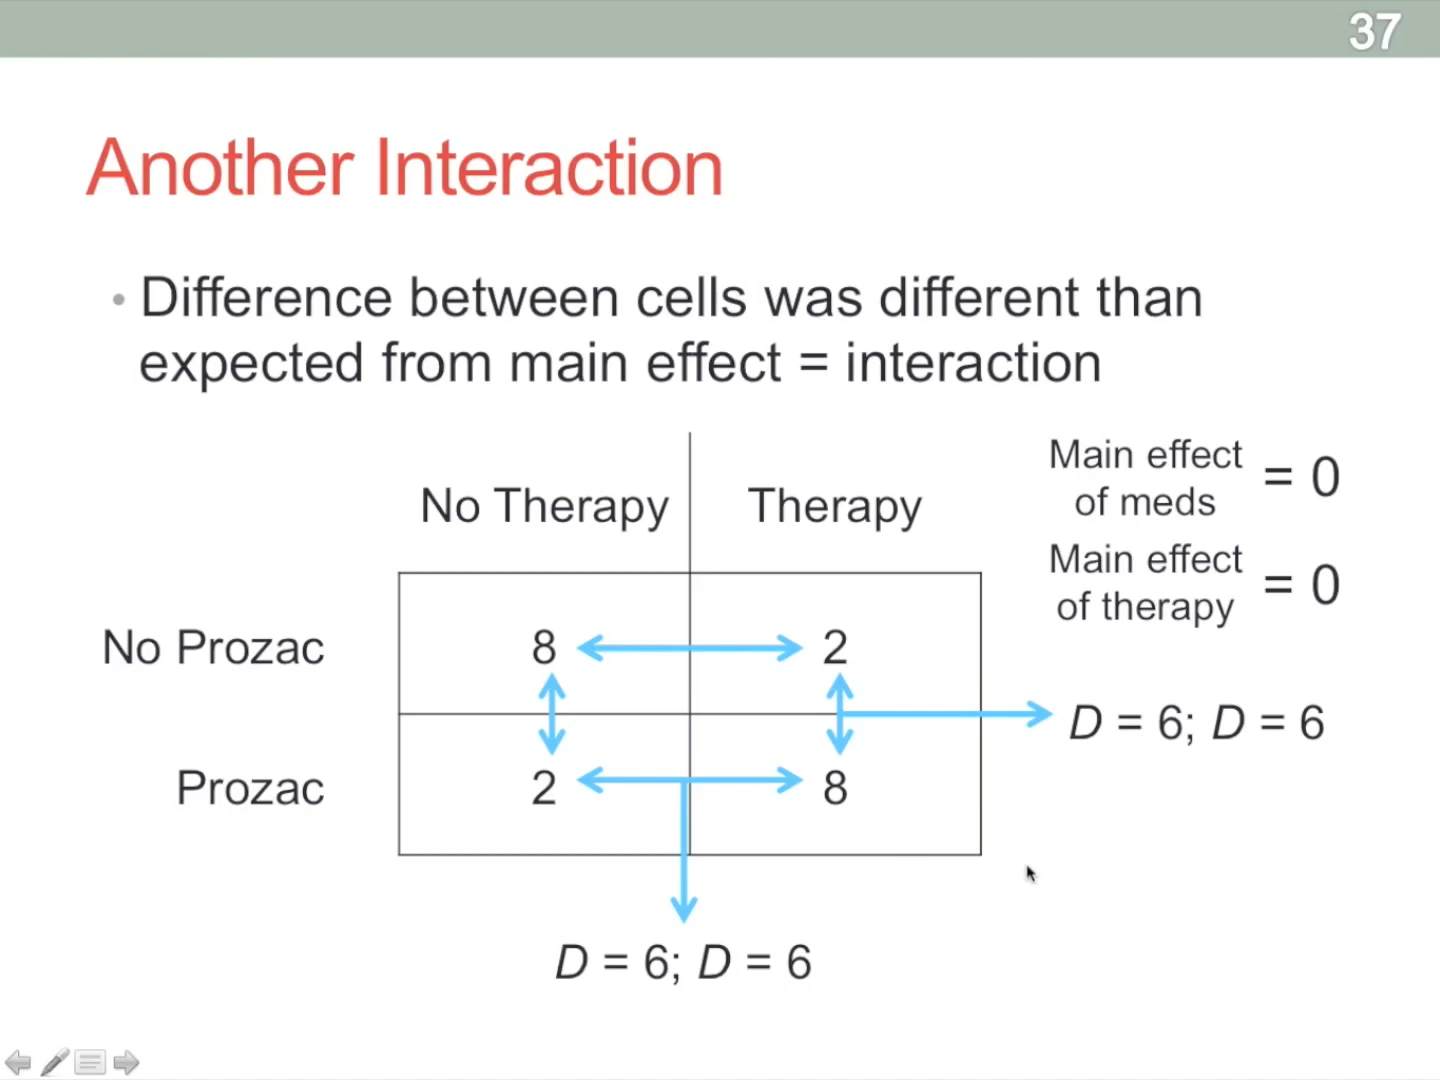 37
Another Interaction
• Difference between cells was different than
expected from main effect = interaction
Main effect
of meds = 0
No Therapy Therapy
Main effect
of therapy = 0
No Prozac 8 2
D = 6; D = 6
Prozac 2 8
D = 6; D = 6